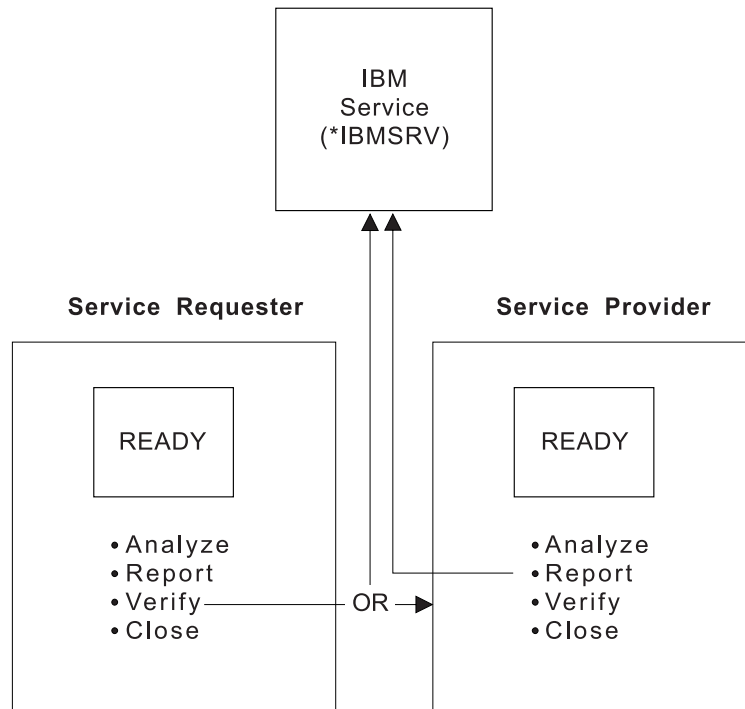 IBM
Service
(*IBMSRV)
Service Requester
Service Provider
READY
READY
• Analyze
• Report
• Verify
• Close
OR
• Analyze
• Report
• Verify
• Close